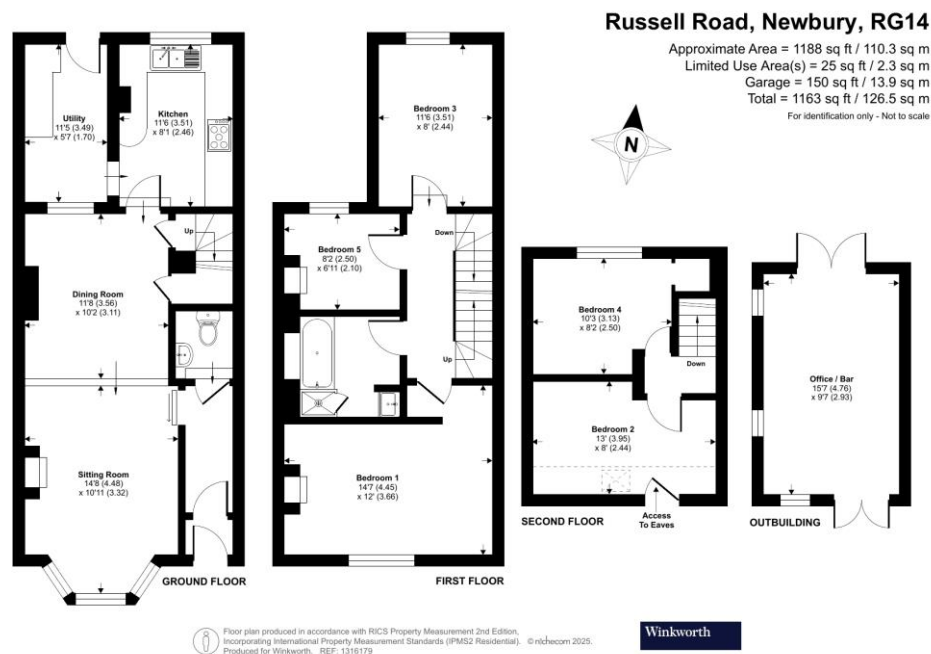 Russell Road, Newbury, RG14
Approximate Area = 1188 sq ft / 110.3 sq m
Limited Use Area(s) = 25 sq ft / 2.3 sq m
Garage = 150 sq ft / 13.9 sq m
Total = 1163 sq ft / 126.5 sq m
For identification only - Not to scale
N
Utility
11'5 (3.49)
x 5'7 (1.70)
Kitchen
11'6 (3.51)
x 8'1 (2.46)
Up
Dining Room
11'8 (3.56)
x 10'2 (3.11)
Sitting Room
14'8 (4.48)
x 10'11 (3.32)
GROUND FLOOR
Bedroom 3
11'6 (3.51)
x 8' (2.44)
Down
Bedroom 5
8'2 (2.50)
x 6'11 (2.10)
Up
Bedroom 1
14'7 (4.45)
x 12' (3.66)
FIRST FLOOR
Bedroom 4
10'3 (3.13)
x 8'2 (2.50)
Down
Bedroom 2
13' (3.95)
x 8' (2.44)
Access
To Eaves
SECOND FLOOR
Office / Bar
15'7 (4.76)
x 9'7 (2.93)
OUTBUILDING
Floor plan produced in accordance with RICS Property Measurement 2nd Edition,
Incorporating International Property Measurement Standards (IPMS2 Residential). © ntchecom 2025.
Produced for Winkworth. REF: 1316179
Winkworth